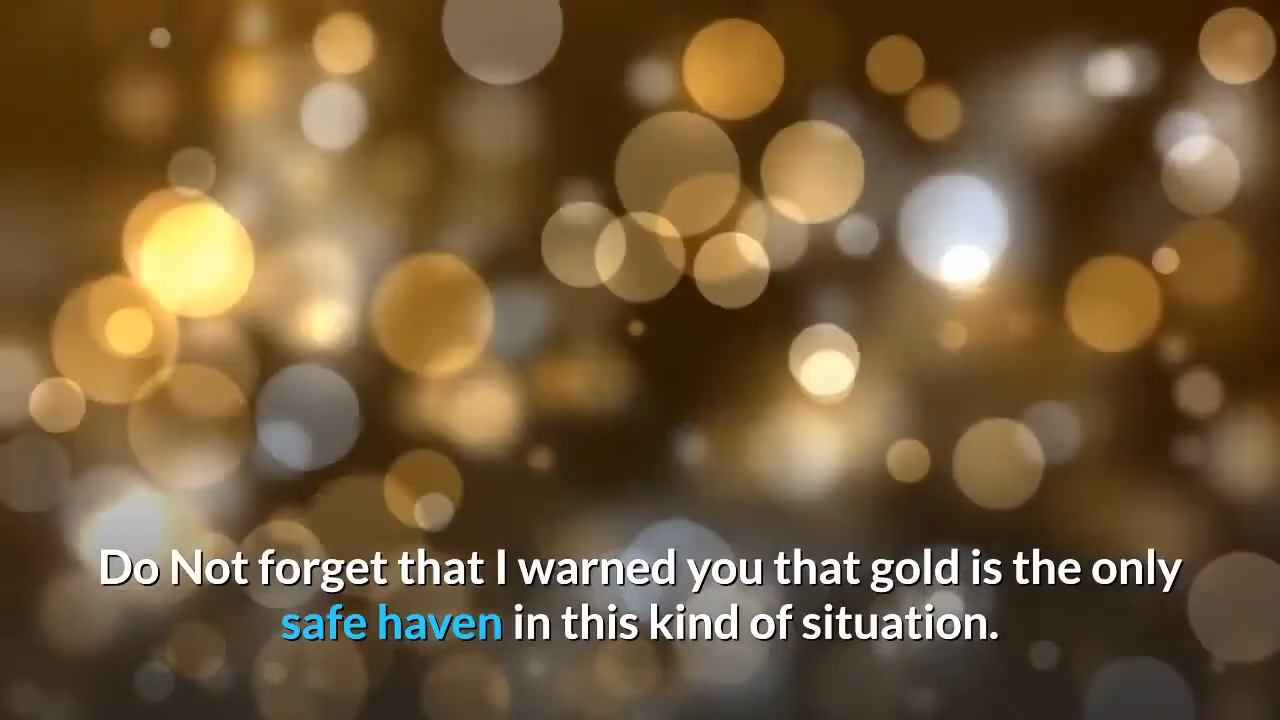 Do Not forget that I warned you that gold is the only
safe haven in this kind of situation.